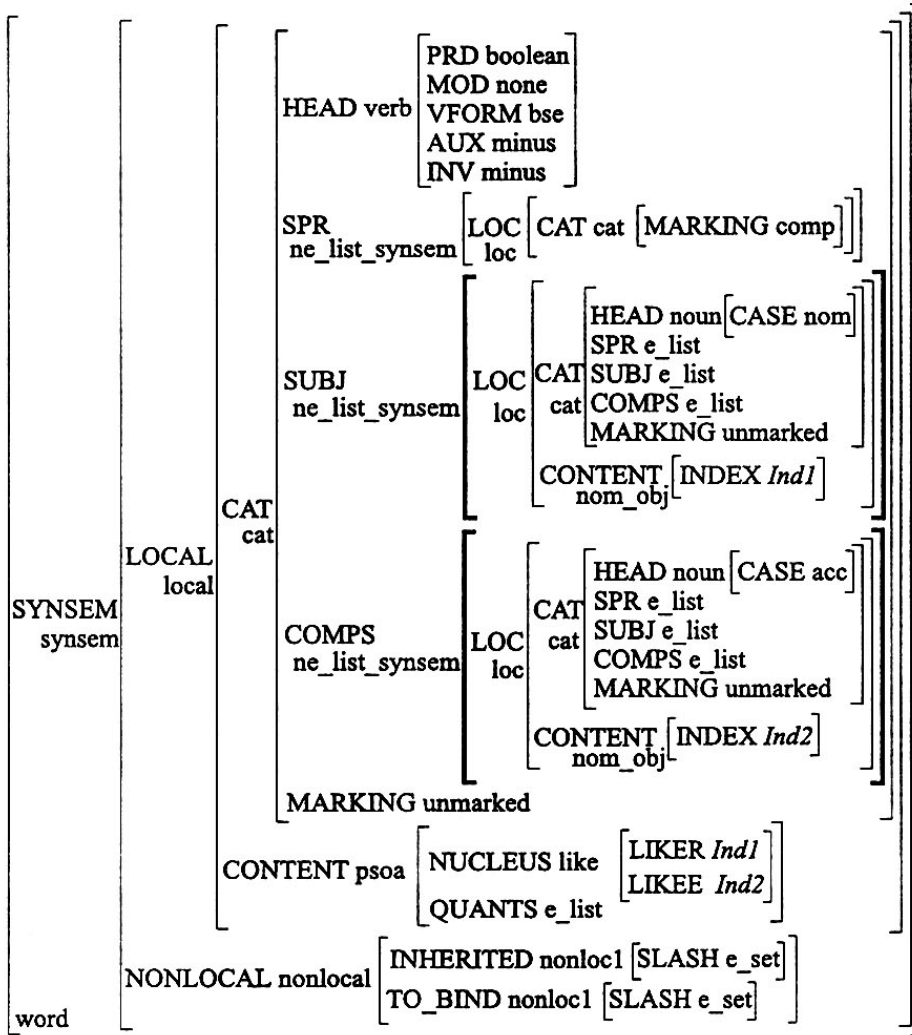 PRD boolean
MOD none
HEAD verb VFORM bse
AUX minus
INV minus
SPR LOC CAT cat MARKING comp
ne_list_synsem loc
HEAD noun CASE nom
SPR e_list
SUBJ LOC CAT SUBJ e_list
ne_list_synsem loc cat COMPS e_list
MARKING unmarked
CONTENT INDEX Ind1
nom_obj
CAT
cat
LOCAL
local
HEAD noun CASE acc
CAT SPR e_list
SYNSEM
synsem
COMPS LOC cat SUBJ e_list
ne_list_synsem loc COMPS e_list
MARKING unmarked
CONTENT INDEX Ind2
nom_obj
MARKING unmarked
CONTENT psoa NUCLEUS like LIKER Ind1
LIKEE Ind2
QUANTS e_list
NONLOCAL nonlocal INHERITED nonloc1 [SLASH e_set]
TO_BIND nonloc1 [SLASH e_set]
word